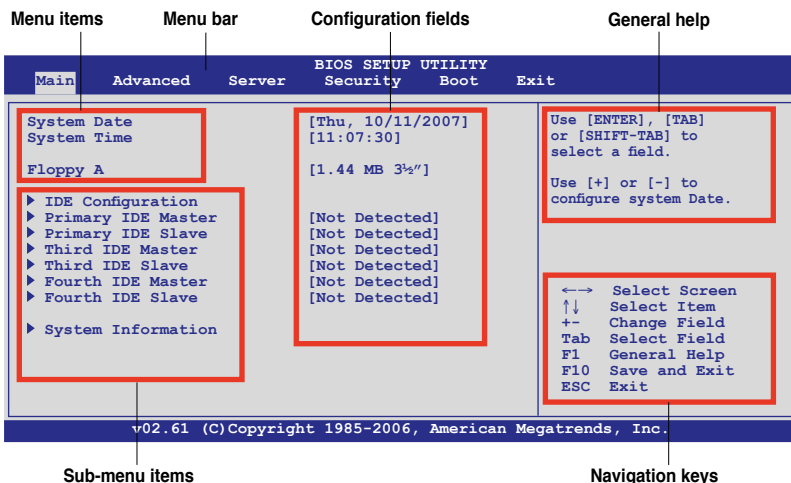 Menu items Menu bar Configuration fields General help
BIOS SETUP UTILITY
Main Advanced Server Security Boot Exit
System Date [Thu, 10/11/2007]
System Time [11:07:30]
Floppy A [1.44 MB 3½″]
IDE Configuration
Primary IDE Master [Not Detected]
Primary IDE Slave [Not Detected]
Third IDE Master [Not Detected]
Third IDE Slave [Not Detected]
Fourth IDE Master [Not Detected]
Fourth IDE Slave [Not Detected]
System Information
Use [ENTER], [TAB]
or [SHIFT-TAB] to
select a field.
Use [+] or [-] to
configure system Date.
←→ Select Screen
↑↓ Select Item
+- Change Field
Tab Select Field
F1 General Help
F10 Save and Exit
ESC Exit
v02.61 (C)Copyright 1985-2006, American Megatrends, Inc.
Sub-menu items Navigation keys